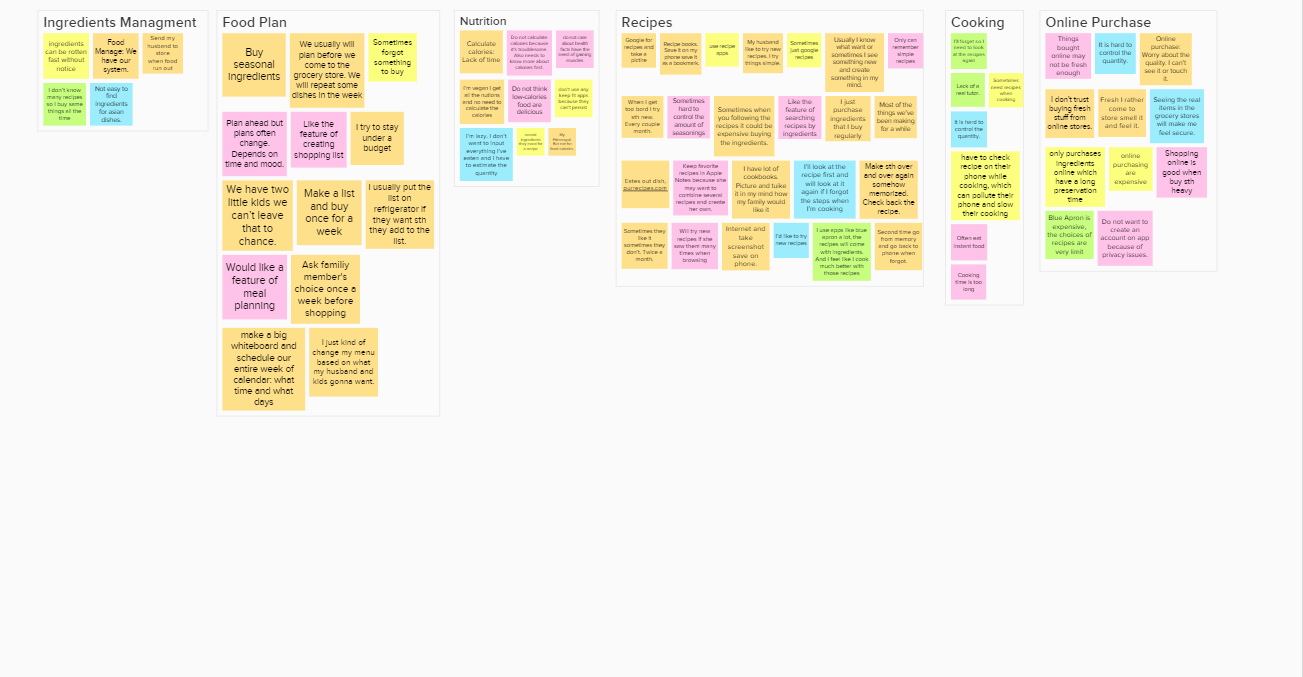 Ingredients Managment
ingredients
can be rotten
fast without
notice
Food
Manage: We
have our
system.
Send my
husband to
store
when food
run out
I don't know
many recipes
so I buy same
things all the
time
Not easy to
find
ingredients
for asian
dishes.
Food Plan
Buy
seasonal
ingredients
We usually will
plan before we
come to the
grocery store. We
will repeat some
dishes in the week
Sometimes
forgot
something
to buy
Plan ahead but
plans often
change.
Depends on
time and mood.
Like the
feature of
creating
shopping list
I try to stay
under a
budget
We have two
little kids we
can't leave
that to
chance.
Make a list
and buy
once for a
week
I usually put the
list on
refrigerator if
they want sth
they add to the
list.
Would like a
feature of
meal
planning
Ask familiy
member's
choice once a
week before
shopping
make a big
whiteboard and
schedule our
entire week of
calendar: what
time and what
days
I just kind of
change my menu
based on what
my husband and
kids gonna want.
Nutrition
Calculate
calories:
Lack of time
Do not calculate
calories because
it's troublesome.
Also needs to
know more about
calories first.
do not care
about health
facts have the
need of gaining
muscles
I'm vegan I get
all the nutions
and no need to
calculate the
calories
Do not think
low-calories
food are
delicious
don't use any
keep fit apps
because they
can't persist
I'm lazy. I don't
want to input
everything I've
eaten and I have
to estimate the
quantity
Recipes
Google for
recipes and
take a
pictire
Recipe books.
Save it on my
phone save it
as a bookmark.
use recipe
apps
My husband
like to try new
recipes. I try
things simple.
Sometimes
just google
recipes
Usually I know
what want or
sometimes I see
something new
and create
something in my
mind.
Only can
remember
simple
recipes
When I get
too bord I try
sth new.
Every couple
month.
Sometimes
hard to
control the
amount of
seasonings
Sometimes when
you following the
recipes it could be
expensive buying
the ingredients.
Like the
feature of
searching
recipes by
ingredients
I just
purchase
ingredients
that I buy
regularly
Most of the
things we've
been making
for a while
Eates out dish,
ourrecipes.com
Keep favorite
recipes in Apple
Notes because she
may want to
combine several
recipes and create
her own.
I have lot of
cookbooks.
Picture and tuike
it in my mind how
my family would
like it
I'll look at the
recipe first and
will look at it
again if I forgot
the steps when
I'm cooking
Make sth over
and over again
somehow
memorized.
Check back the
recipe.
Sometimes they
like it
sometimes they
don't. Twice a
month.
Will try new
recipes if she
saw them many
times when
browsing
Internet and
take
screenshot
save on
phone.
I'd like to try
new recipes
I use apps like blue
apron a lot, the
recipes will come
with ingredients.
And I feel like I cook
much better with
those recipes
Second time go
from memory
and go back to
phone when
forgot.
Cooking
I'll forget so I
need to look
at the recipes
again
Lack of a
real tutor.
Sometimes
need recipes
when
cooking
It is hard to
control the
quantity.
have to check
recipe on their
phone while
cooking, which
can pollute their
phone and slow
their cooking
Often eat
instant food
Cooking
time is too
long
Online Purchase
Things
bought
online may
not be fresh
enough
It is hard to
control the
quantity.
Online
purchase:
Worry about the
quality. I can't
see it or touch
it.
I don't trust
buying fresh
stuff from
online stores.
Fresh I rather
come to
store smell it
and feel it.
Seeing the real
items in the
grocery stores
will make me
feel secure.
only purchases
ingredients
online which
have a long
preservation
time
online
purchasing
are
expensive
Shopping
online is
good when
buy sth
heavy
Blue Apron is
expensive,
the choices of
recipes are
very limit
Do not want to
create an
account on app
because of
privacy issues.